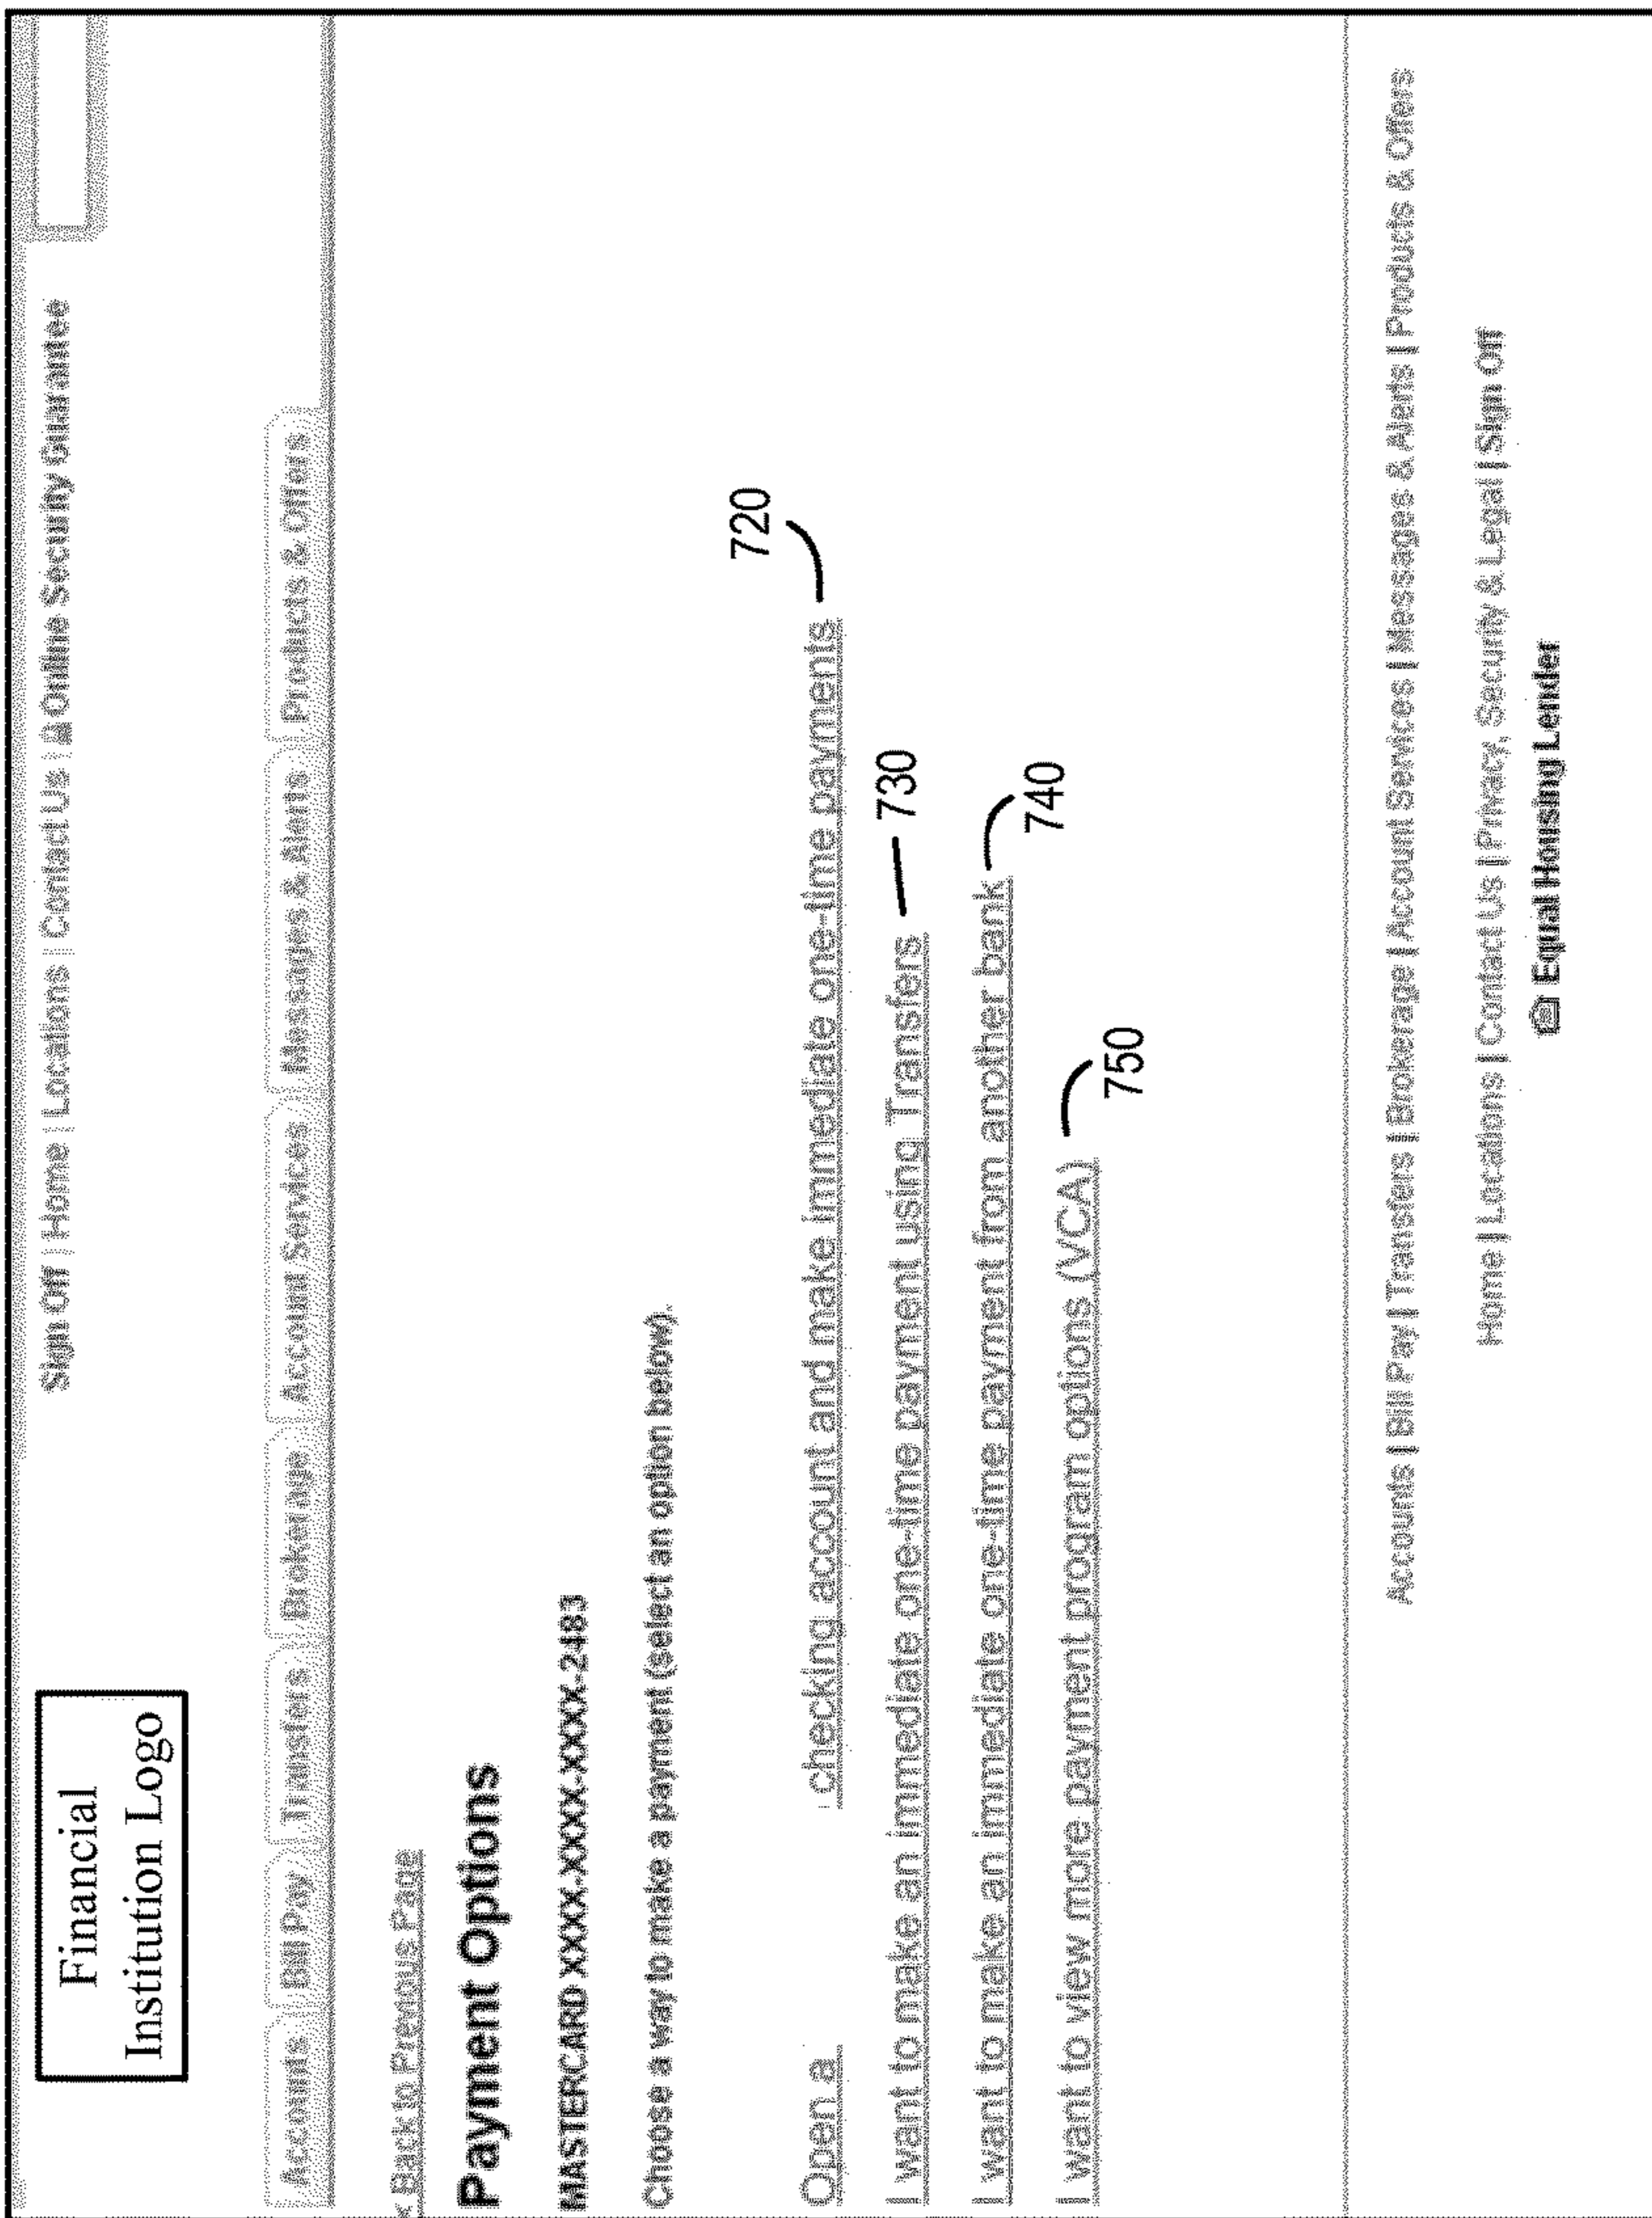 Financial
Institution Logo
Sign Off | Home | Locations | Contact Us | Online Security Guarantee
Accounts Bill Pay Transfers Brokerage Account Services Messages & Alerts Products & Offers
« Back to Previous Page
Payment Options
MASTERCARD XXXX-XXXX-XXXX-2483
Choose a way to make a payment (select an option below).
Open a checking account and make immediate one-time payments 720
I want to make an immediate one-time payment using Transfers 730
I want to make an immediate one-time payment from another bank 740
I want to view more payment program options (VCA) 750
Accounts | Bill Pay | Transfers | Brokerage | Account Services | Messages & Alerts | Products & Offers
Home | Locations | Contact Us | Privacy, Security & Legal | Sign Off
Equal Housing Lender